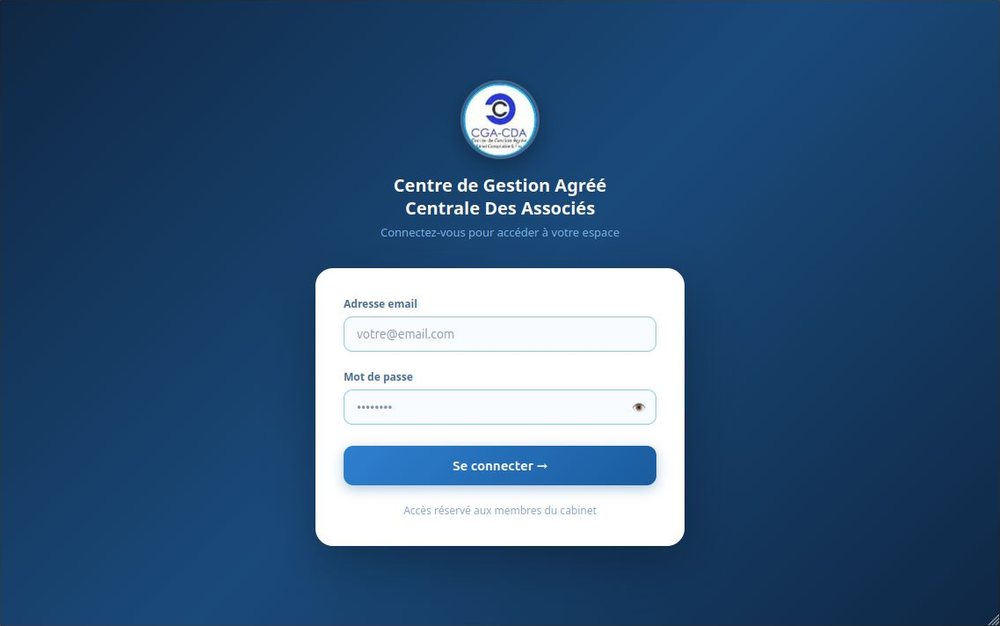 CGA-CDA
Centre de Gestion Agréé
Centrale Des Associés
Connectez-vous pour accéder à votre espace
Adresse email
votre@email.com
Mot de passe
••••••••
Se connecter →
Accès réservé aux membres du cabinet